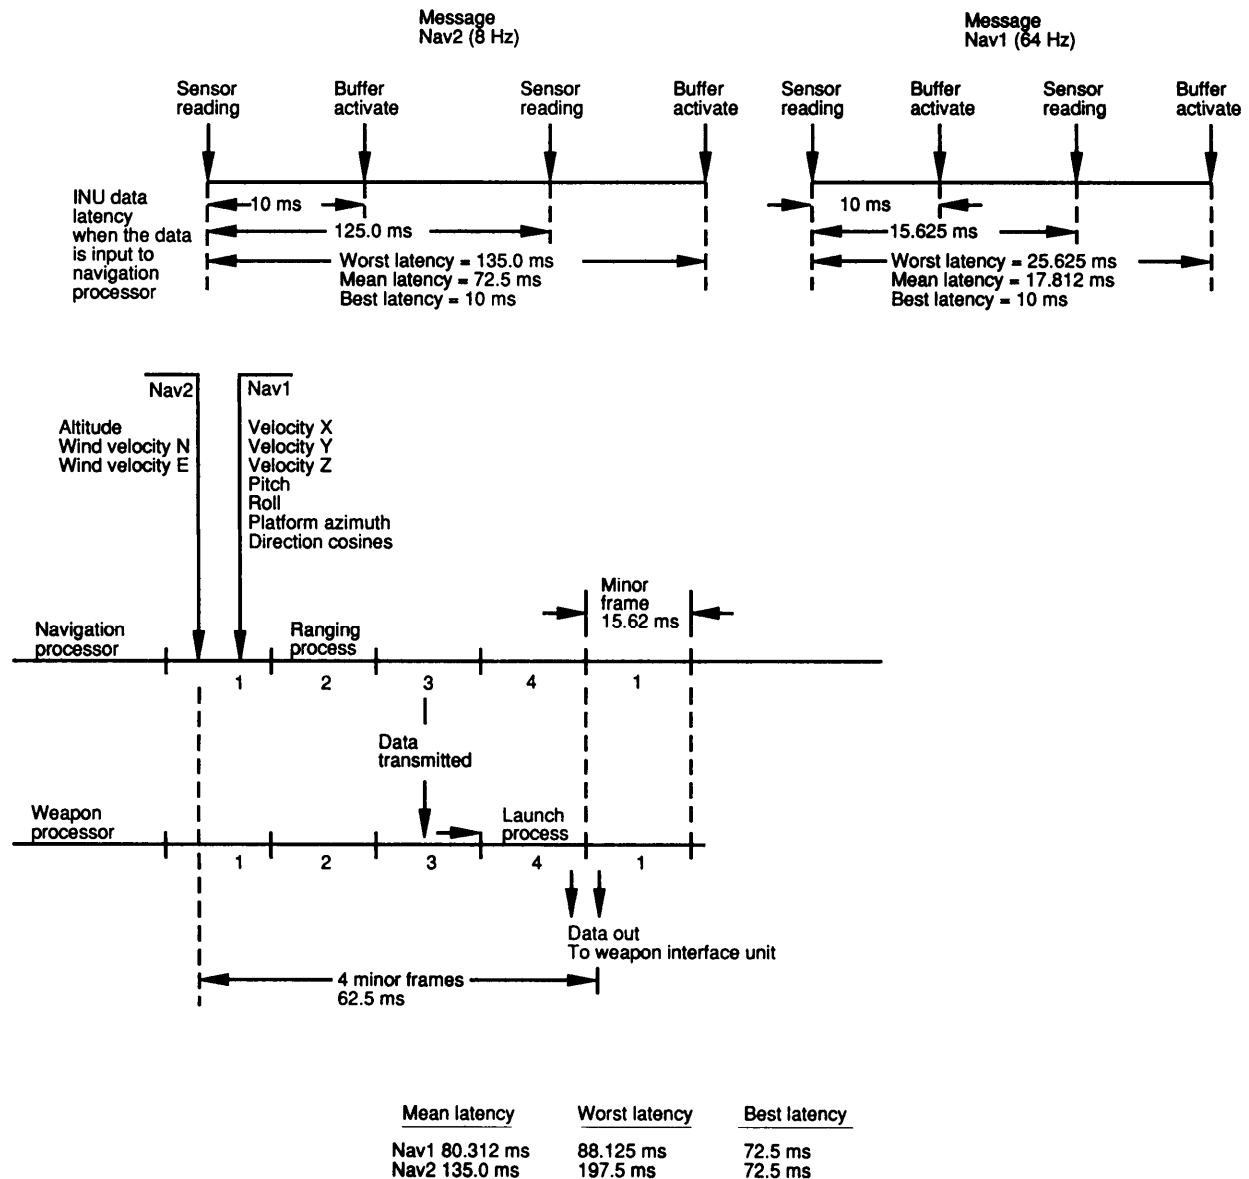 Message
Nav2 (8 Hz)
Message
Nav1 (64 Hz)
Sensor
reading
Buffer
activate
Sensor
reading
Buffer
activate
Sensor
reading
Buffer
activate
Sensor
reading
Buffer
activate
INU data
latency
when the data
is input to
navigation
processor
10 ms
125.0 ms
Worst latency = 135.0 ms
Mean latency = 72.5 ms
Best latency = 10 ms
10 ms
15.625 ms
Worst latency = 25.625 ms
Mean latency = 17.812 ms
Best latency = 10 ms
Nav2
Nav1
Altitude
Wind velocity N
Wind velocity E
Velocity X
Velocity Y
Velocity Z
Pitch
Roll
Platform azimuth
Direction cosines
Minor
frame
15.62 ms
Navigation
processor
Ranging
process
1 2 3 4 1
Data
transmitted
Weapon
processor
Launch
process
1 2 3 4 1
Data out
To weapon interface unit
4 minor frames
62.5 ms
Mean latency Worst latency Best latency
Nav1 80.312 ms 88.125 ms 72.5 ms
Nav2 135.0 ms 197.5 ms 72.5 ms